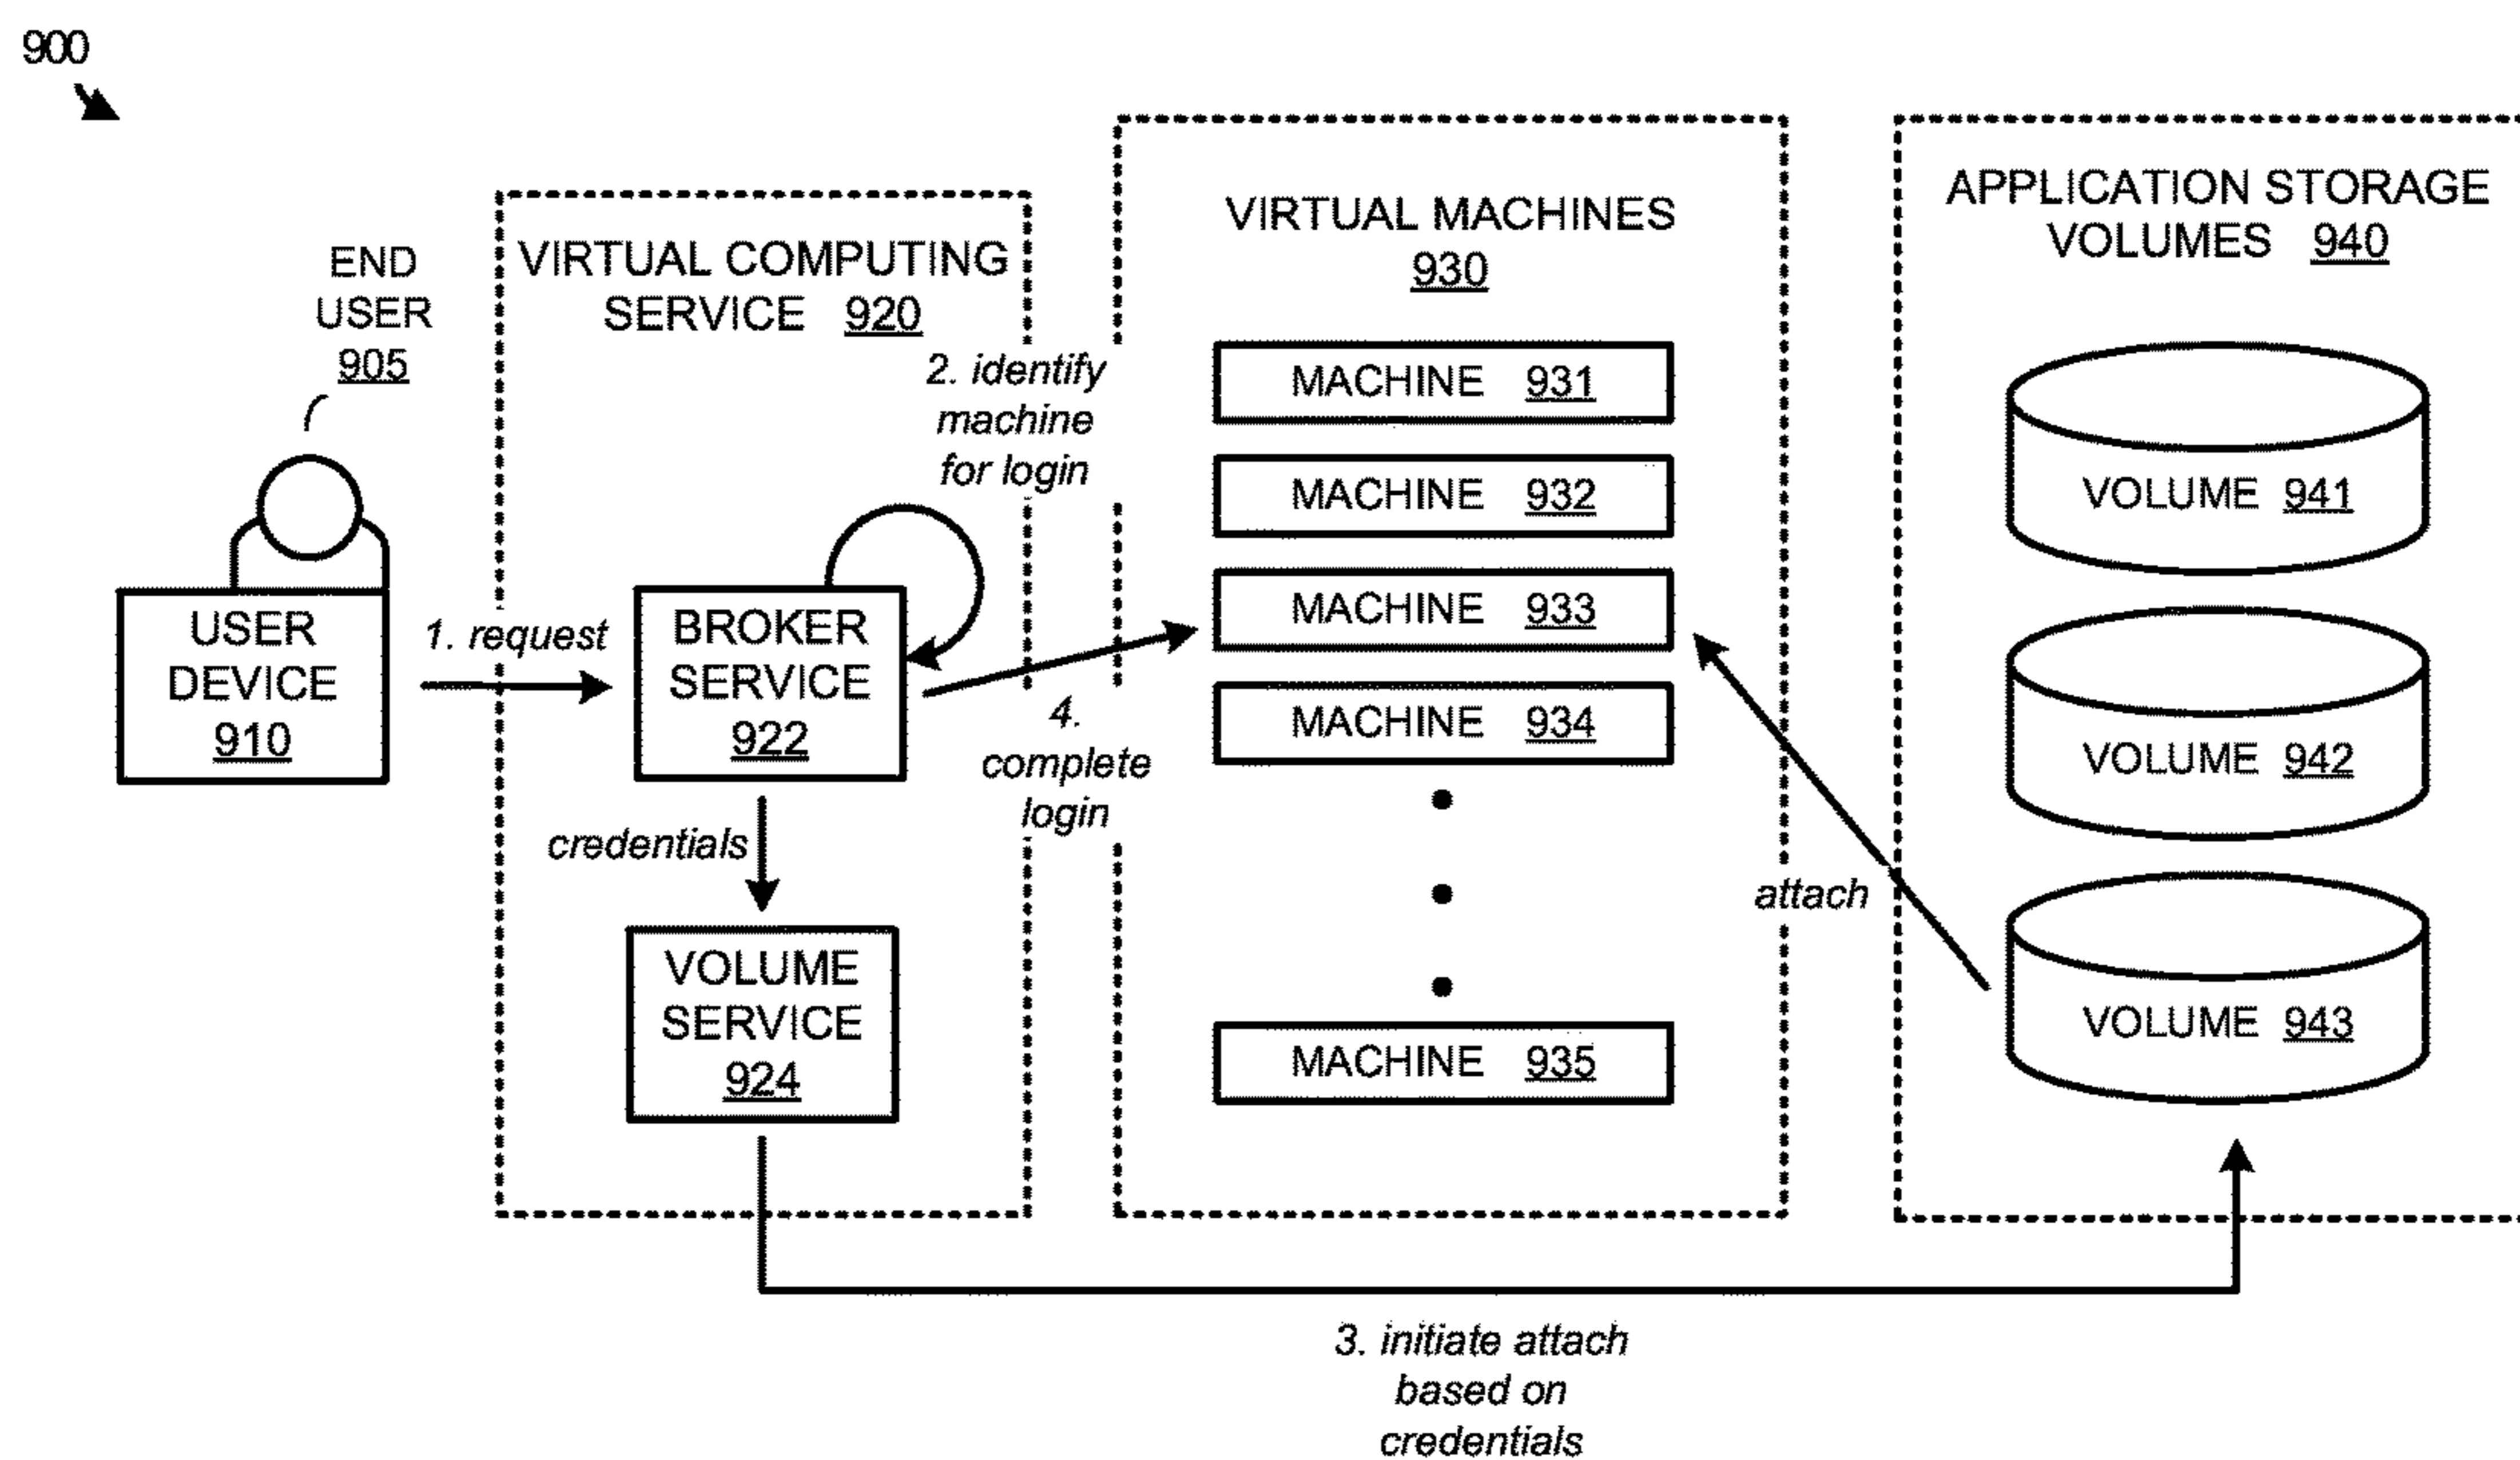 900
END
USER
905
USER
DEVICE
910
1. request
VIRTUAL COMPUTING
SERVICE 920
2. identify
machine
for login
BROKER
SERVICE
922
4.
complete
login
credentials
VOLUME
SERVICE
924
VIRTUAL MACHINES
930
MACHINE 931
MACHINE 932
MACHINE 933
MACHINE 934
MACHINE 935
attach
APPLICATION STORAGE
VOLUMES 940
VOLUME 941
VOLUME 942
VOLUME 943
3. initiate attach
based on
credentials